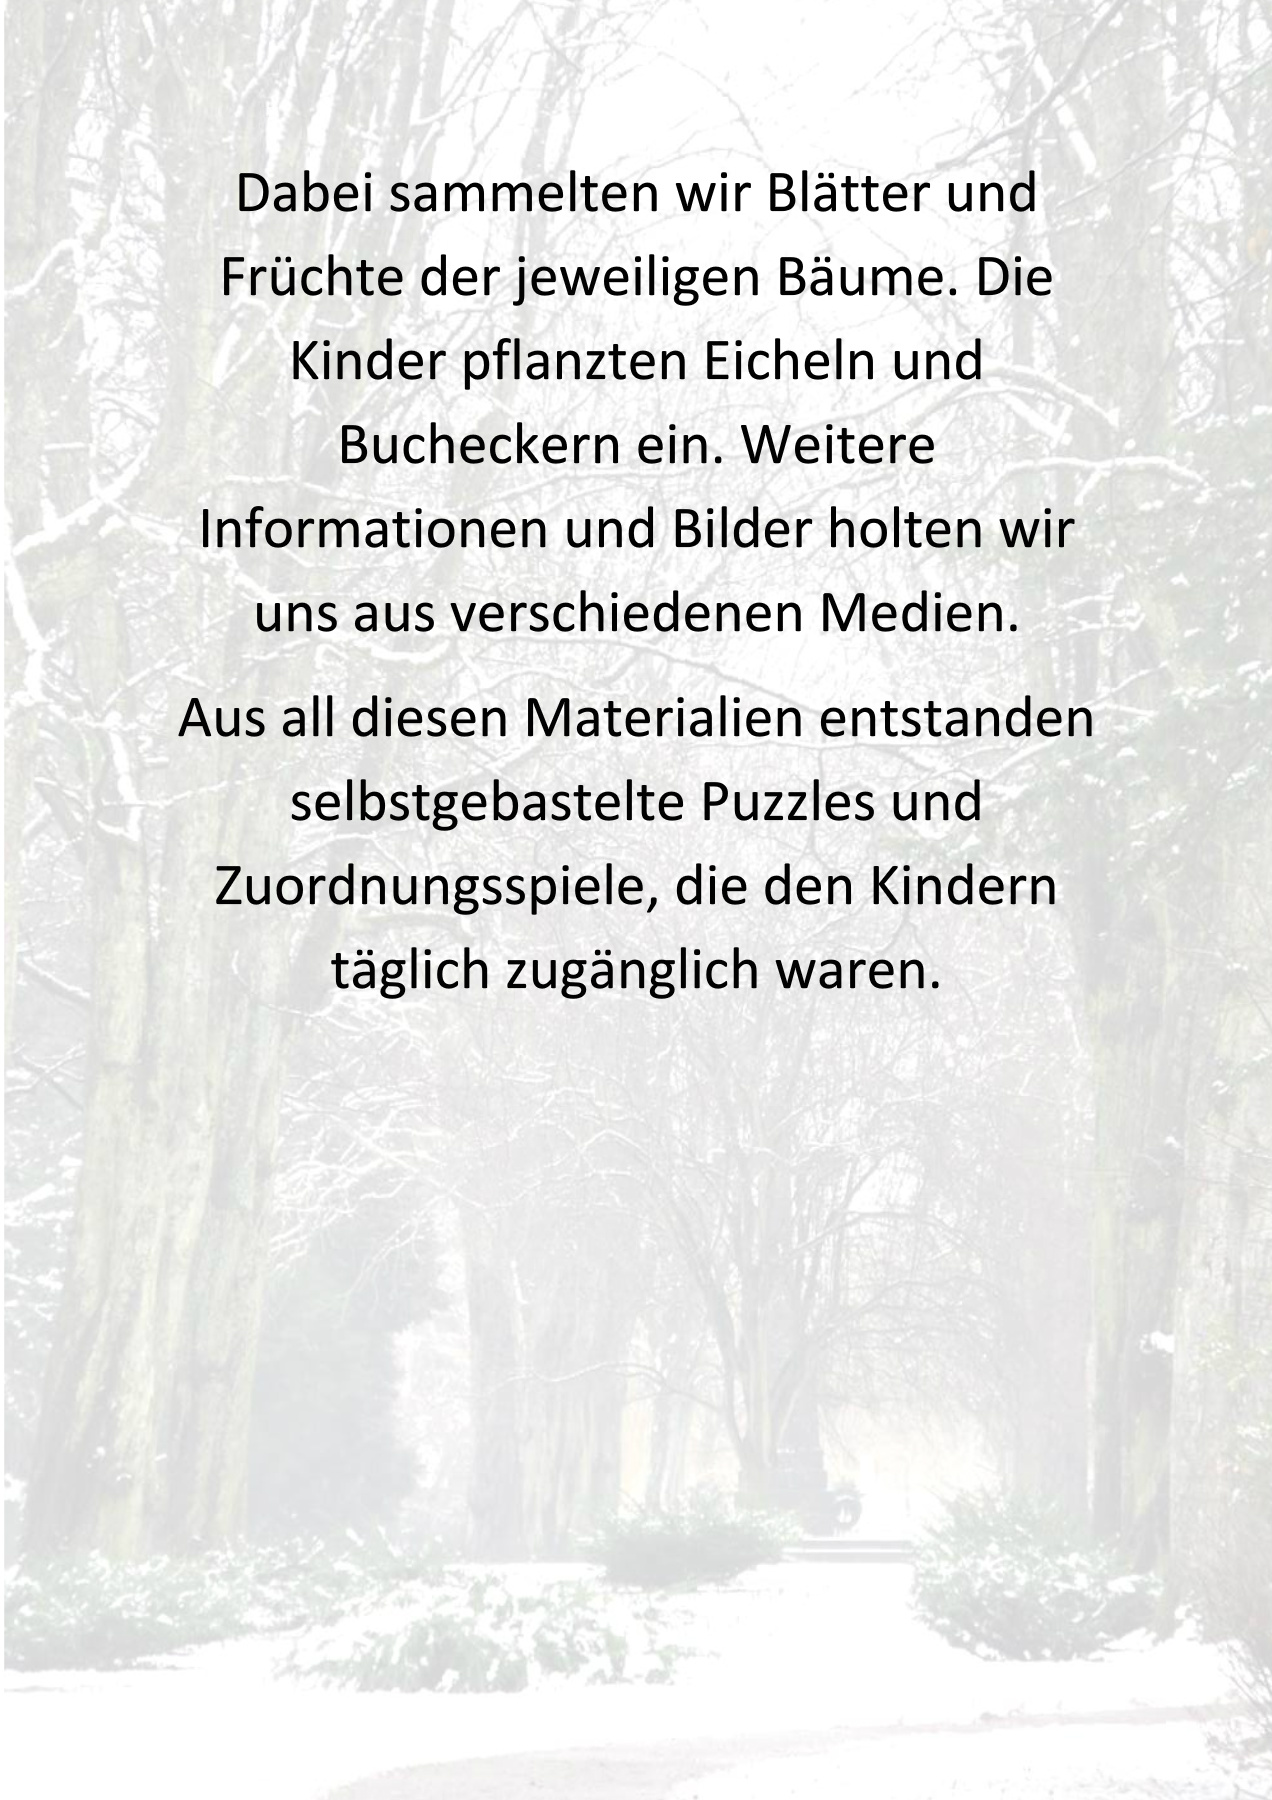 Dabei sammelten wir Blätter und
Früchte der jeweiligen Bäume. Die
Kinder pflanzten Eicheln und
Bucheckern ein. Weitere
Informationen und Bilder holten wir
uns aus verschiedenen Medien.
Aus all diesen Materialien entstanden
selbstgebastelte Puzzles und
Zuordnungsspiele, die den Kindern
täglich zugänglich waren.